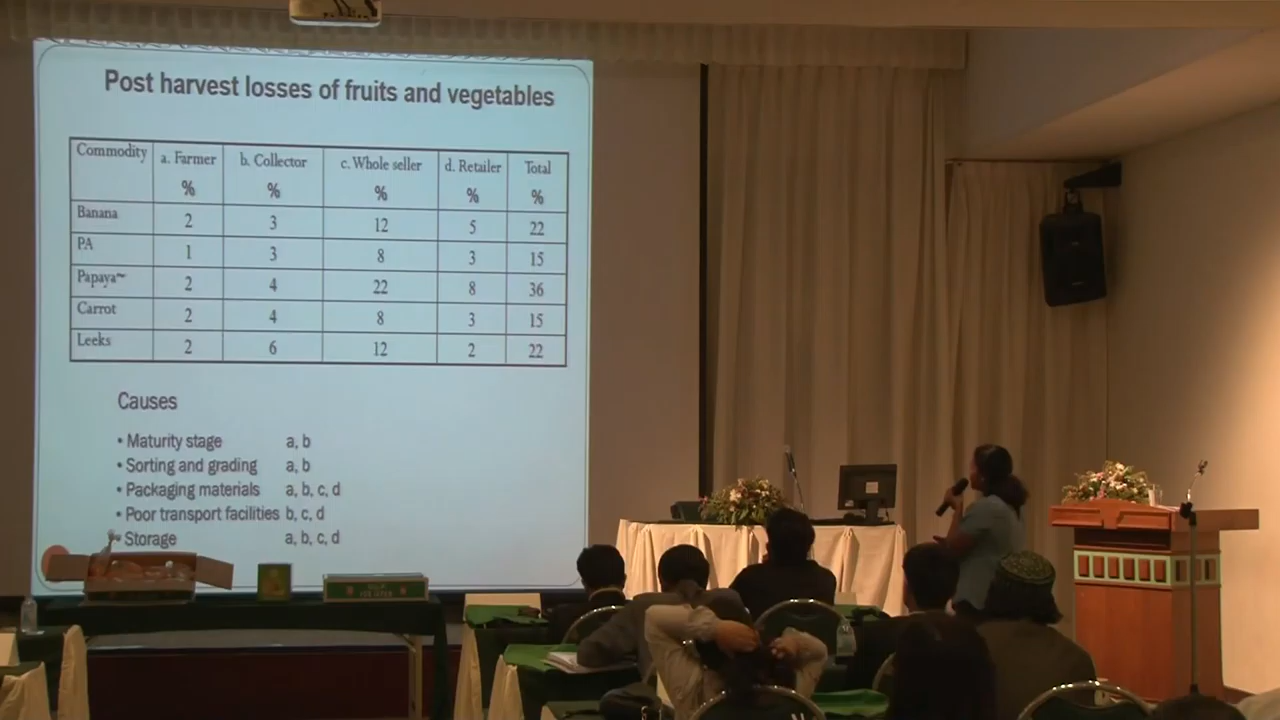 Post harvest losses of fruits and vegetables
Commodity a. Farmer b. Collector c. Whole seller d. Retailer Total
% % % % %
Banana 2 3 12 5 22
PA 1 3 8 3 15
Papaya~ 2 4 22 8 36
Carrot 2 4 8 3 15
Leeks 2 6 12 2 22
Causes
• Maturity stage a, b
• Sorting and grading a, b
• Packaging materials a, b, c, d
• Poor transport facilities b, c, d
• Storage a, b, c, d